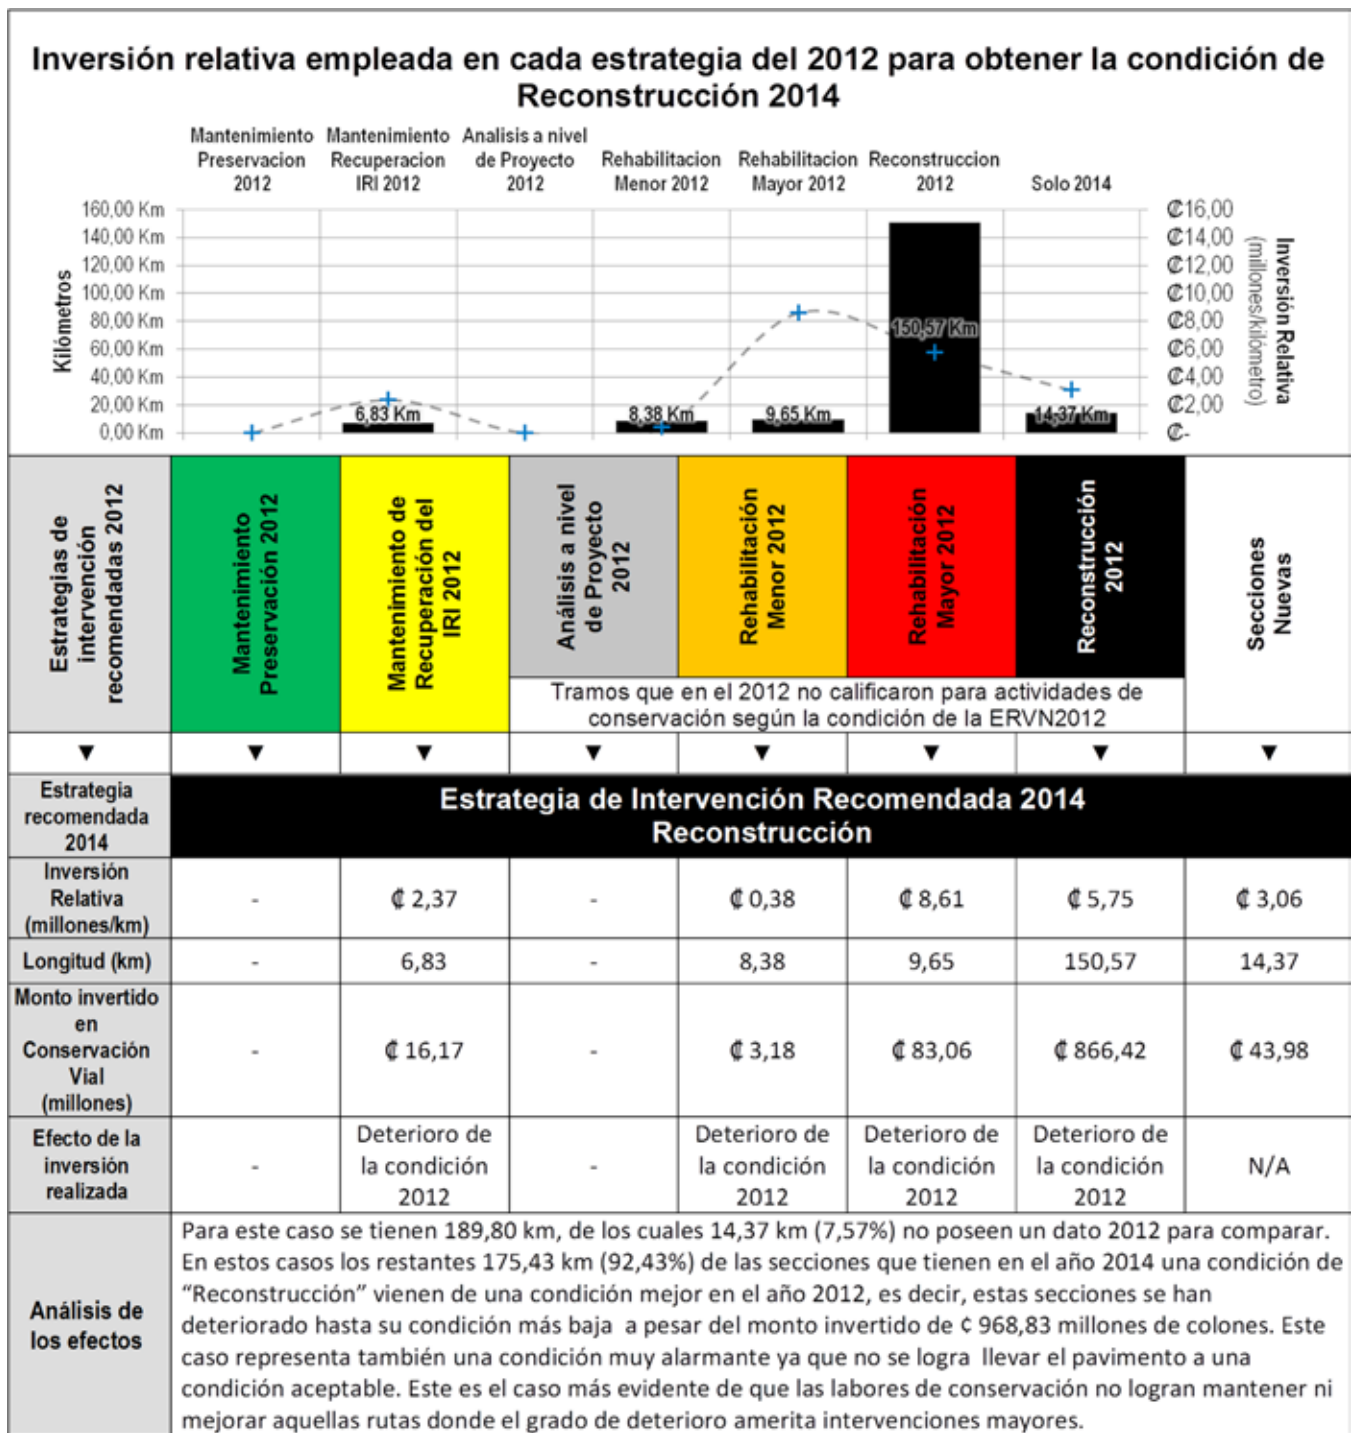 Inversión relativa empleada en cada estrategia del 2012 para obtener la condición de
Reconstrucción 2014
Mantenimiento
Preservacion
2012
Mantenimiento
Recuperacion
IRI 2012
Analisis a nivel
de Proyecto
2012
Rehabilitacion
Menor 2012
Rehabilitacion
Mayor 2012
Reconstruccion
2012
Solo 2014
Kilómetros
160,00 Km
140,00 Km
120,00 Km
100,00 Km
80,00 Km
60,00 Km
40,00 Km
20,00 Km
0,00 Km
6,83 Km
8,38 Km
9,65 Km
150,57 Km
14,37 Km
₡16,00
₡14,00
₡12,00
₡10,00
₡8,00
₡6,00
₡4,00
₡2,00
₡-
Inversión Relativa
(millones/kilómetro)
Estrategias de
intervención
recomendadas 2012
Mantenimiento
Preservación 2012
Mantenimiento de
Recuperación del
IRI 2012
Análisis a nivel
de Proyecto
2012
Rehabilitación
Menor 2012
Rehabilitación
Mayor 2012
Reconstrucción
2012
Secciones
Nuevas
Tramos que en el 2012 no calificaron para actividades de
conservación según la condición de la ERVN2012
▼ ▼ ▼ ▼ ▼ ▼ ▼ ▼
Estrategia
recomendada
2014
Estrategia de Intervención Recomendada 2014
Reconstrucción
Inversión
Relativa
(millones/km)
- ₡ 2,37 - ₡ 0,38 ₡ 8,61 ₡ 5,75 ₡ 3,06
Longitud (km) - 6,83 - 8,38 9,65 150,57 14,37
Monto invertido
en
Conservación
Vial
(millones)
- ₡ 16,17 - ₡ 3,18 ₡ 83,06 ₡ 866,42 ₡ 43,98
Efecto de la
inversión
realizada
-
Deterioro de
la condición
2012
-
Deterioro de
la condición
2012
Deterioro de
la condición
2012
Deterioro de
la condición
2012
N/A
Análisis de
los efectos
Para este caso se tienen 189,80 km, de los cuales 14,37 km (7,57%) no poseen un dato 2012 para comparar.
En estos casos los restantes 175,43 km (92,43%) de las secciones que tienen en el año 2014 una condición de
“Reconstrucción” vienen de una condición mejor en el año 2012, es decir, estas secciones se han
deteriorado hasta su condición más baja a pesar del monto invertido de ¢ 968,83 millones de colones. Este
caso representa también una condición muy alarmante ya que no se logra llevar el pavimento a una
condición aceptable. Este es el caso más evidente de que las labores de conservación no logran mantener ni
mejorar aquellas rutas donde el grado de deterioro amerita intervenciones mayores.